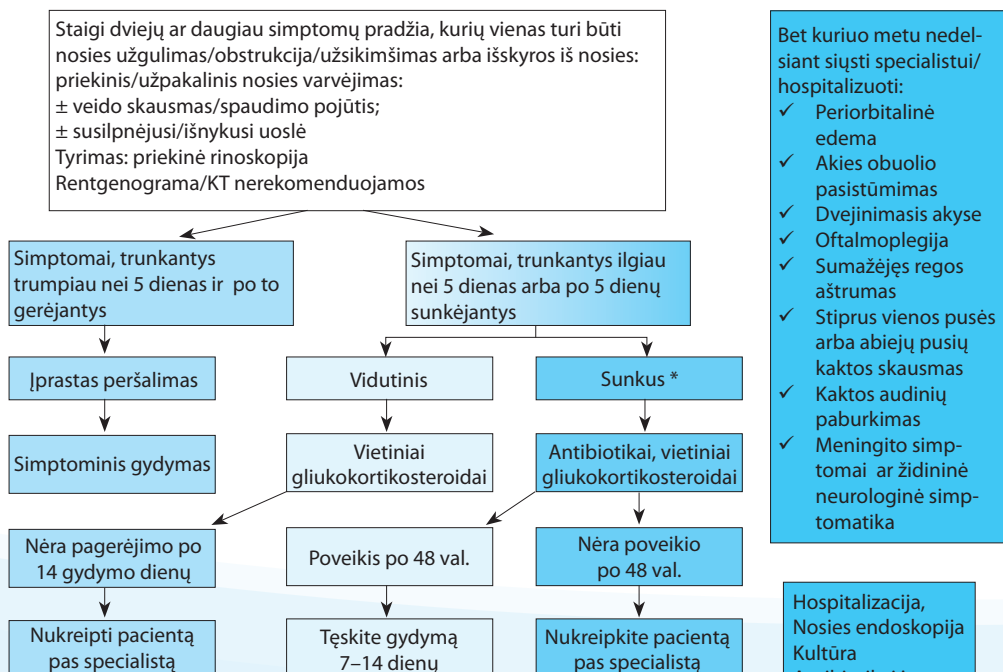 Staigi dviejų ar daugiau simptomų pradžia, kurių vienas turi būti
nosies užgulimas/obstrukcija/užsikimšimas arba išskyros iš nosies:
priekinis/užpakalinis nosies varvėjimas:
± veido skausmas/spaudimo pojūtis;
± susilpnėjusi/išnykusi uoslė
Tyrimas: priekinė rinoskopija
Rentgenograma/KT nerekomenduojamos
Simptomai, trunkantys
trumpiau nei 5 dienas ir po to
gerėjantys
Simptomai, trunkantys ilgiau
nei 5 dienas arba po 5 dienų
sunkėjantys
Įprastas peršalimas
Vidutinis
Sunkus *
Simptominis gydymas
Vietiniai
gliukokortikosteroidai
Antibiotikai, vietiniai
gliukokortikosteroidai
Nėra pagerėjimo po
14 gydymo dienų
Poveikis po 48 val.
Nėra poveikio
po 48 val.
Nukreipti pacientą
pas specialistą
Tęskite gydymą
7–14 dienų
Nukreipkite pacientą
pas specialistą
Bet kuriuo metu nedel-
siant siųsti specialistui/
hospitalizuoti:
✓ Periorbitalinė
edema
✓ Akies obuolio
pasistūmimas
✓ Dvejinimasis akyse
✓ Oftalmoplegija
✓ Sumažėjęs regos
aštrumas
✓ Stiprus vienos pusės
arba abiejų pusių
kaktos skausmas
✓ Kaktos audinių
paburkimas
✓ Meningito simp-
tomai ar židininė
neurologinė simp-
tomatika
Hospitalizacija,
Nosies endoskopija
Kultūra